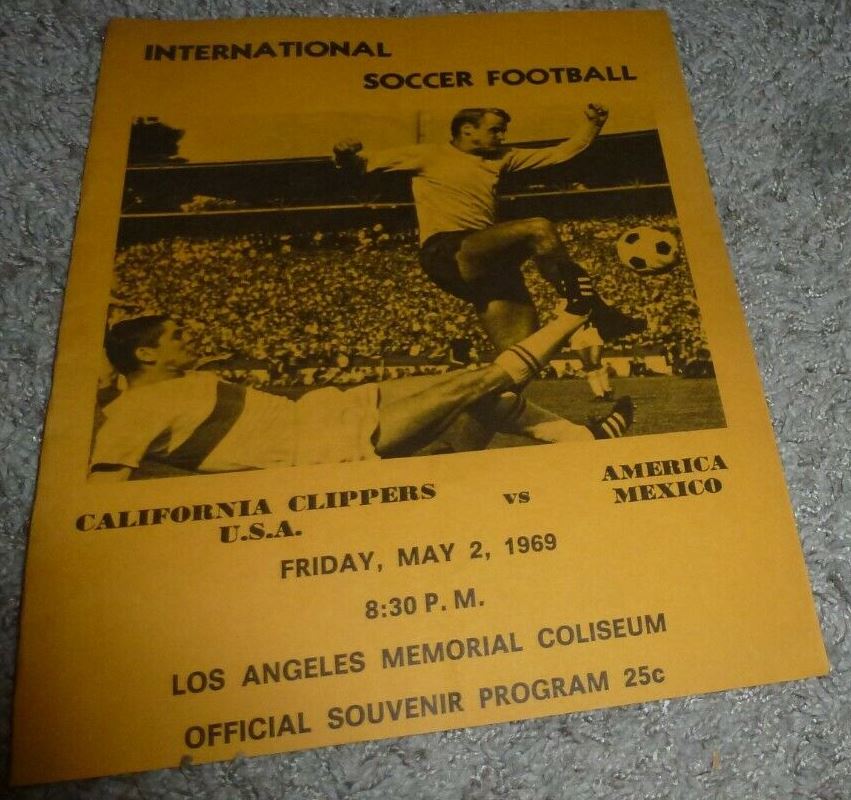 INTERNATIONAL
SOCCER FOOTBALL
CALIFORNIA CLIPPERS vs AMERICA
U.S.A. MEXICO
FRIDAY, MAY 2, 1969
8:30 P. M.
LOS ANGELES MEMORIAL COLISEUM
OFFICIAL SOUVENIR PROGRAM 25c